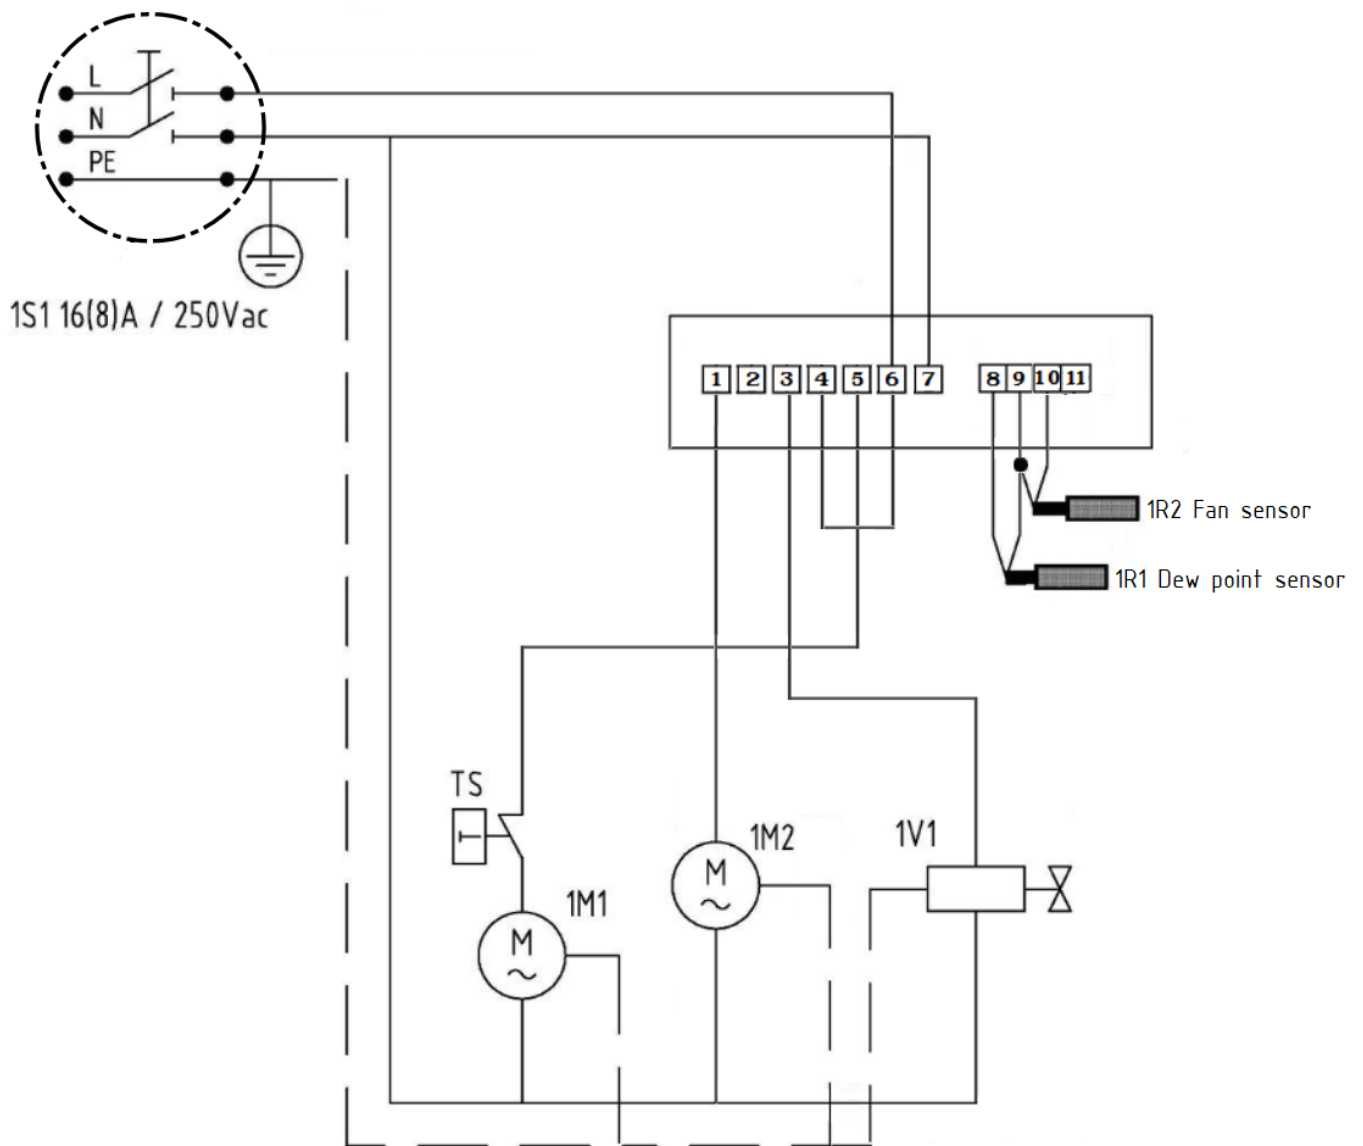 L
N
PE
1S1 16(8)A / 250Vac
1 2 3 4 5 6 7 8 9 10 11
1R2 Fan sensor
1R1 Dew point sensor
TS
1M2
1V1
M
1M1
M